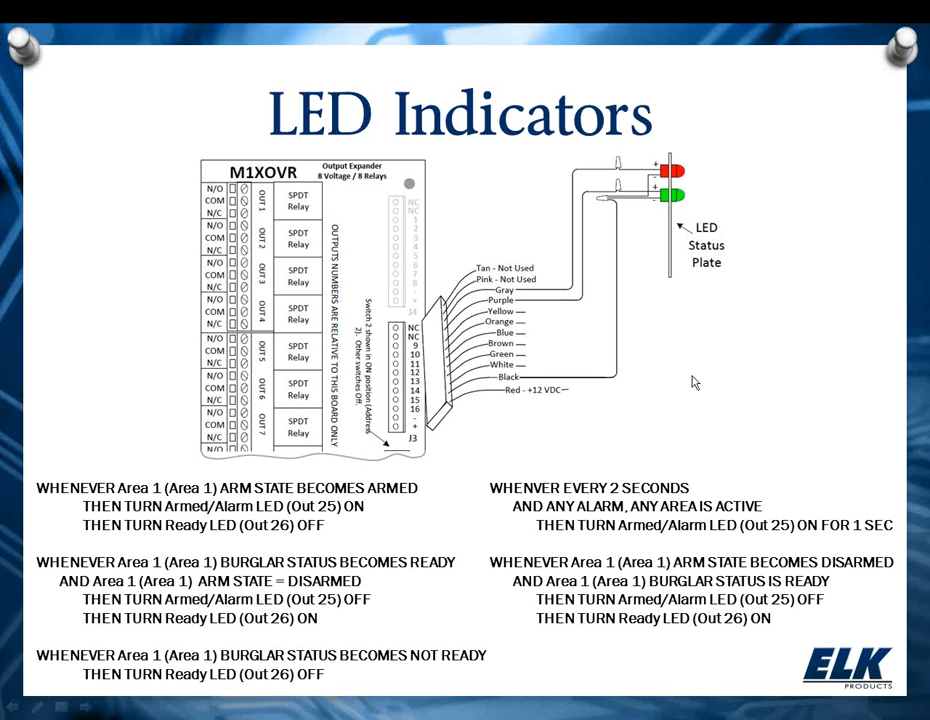 LED Indicators
M1XOVR
Output Expander
8 Voltage / 8 Relays
N/O
COM
N/C
OUT 1
SPDT
Relay
N/O
COM
N/C
OUT 2
SPDT
Relay
N/O
COM
N/C
OUT 3
SPDT
Relay
N/O
COM
N/C
OUT 4
SPDT
Relay
N/O
COM
N/C
OUT 5
SPDT
Relay
N/O
COM
N/C
OUT 6
SPDT
Relay
N/O
COM
N/C
OUT 7
SPDT
Relay
N/O
OUTPUTS NUMBERS ARE RELATIVE TO THIS BOARD ONLY
Switch 2 shown in ON position (Address
2). Other switches Off.
NC
NC
1
2
3
4
5
6
7
8
-
+
J4
NC
NC
9
10
11
12
13
14
15
16
-
+
J3
Tan - Not Used
Pink - Not Used
Gray
Purple
Yellow
Orange
Blue
Brown
Green
White
Black
Red - +12 VDC
+
-
+
-
LED
Status
Plate
WHENEVER Area 1 (Area 1) ARM STATE BECOMES ARMED
THEN TURN Armed/Alarm LED (Out 25) ON
THEN TURN Ready LED (Out 26) OFF
WHENEVER Area 1 (Area 1) BURGLAR STATUS BECOMES READY
AND Area 1 (Area 1) ARM STATE = DISARMED
THEN TURN Armed/Alarm LED (Out 25) OFF
THEN TURN Ready LED (Out 26) ON
WHENEVER Area 1 (Area 1) BURGLAR STATUS BECOMES NOT READY
THEN TURN Ready LED (Out 26) OFF
WHENVER EVERY 2 SECONDS
AND ANY ALARM, ANY AREA IS ACTIVE
THEN TURN Armed/Alarm LED (Out 25) ON FOR 1 SEC
WHENEVER Area 1 (Area 1) ARM STATE BECOMES DISARMED
AND Area 1 (Area 1) BURGLAR STATUS IS READY
THEN TURN Armed/Alarm LED (Out 25) OFF
THEN TURN Ready LED (Out 26) ON
ELK
PRODUCTS